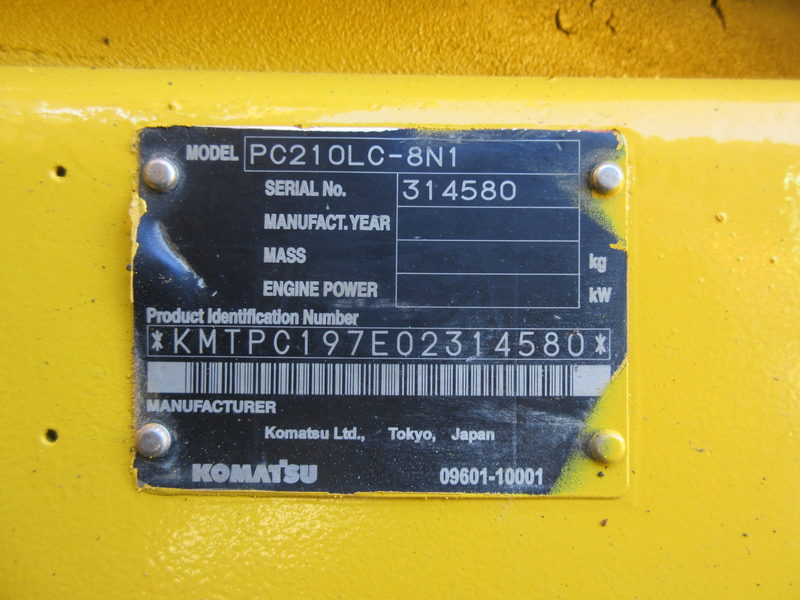 MODEL PC210LC-8N1
SERIAL No. 314580
MANUFACT. YEAR
MASS kg
ENGINE POWER kW
Product Identification Number
*KMTPC197E02314580*
MANUFACTURER
Komatsu Ltd., Tokyo, Japan
KOMATSU 09601-10001